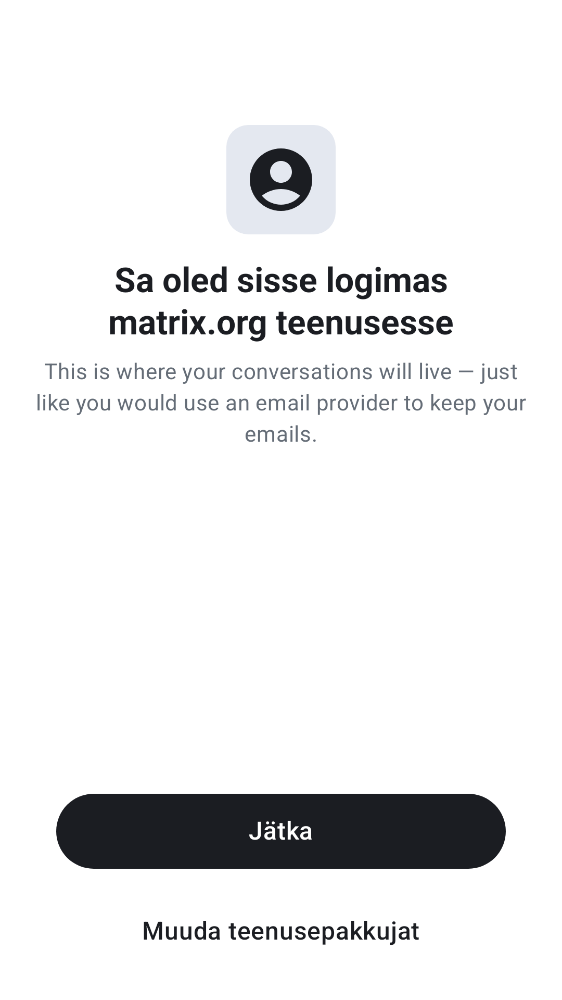 Sa oled sisse logimas
matrix.org teenusesse
This is where your conversations will live — just
like you would use an email provider to keep your
emails.
Jätka
Muuda teenusepakkujat